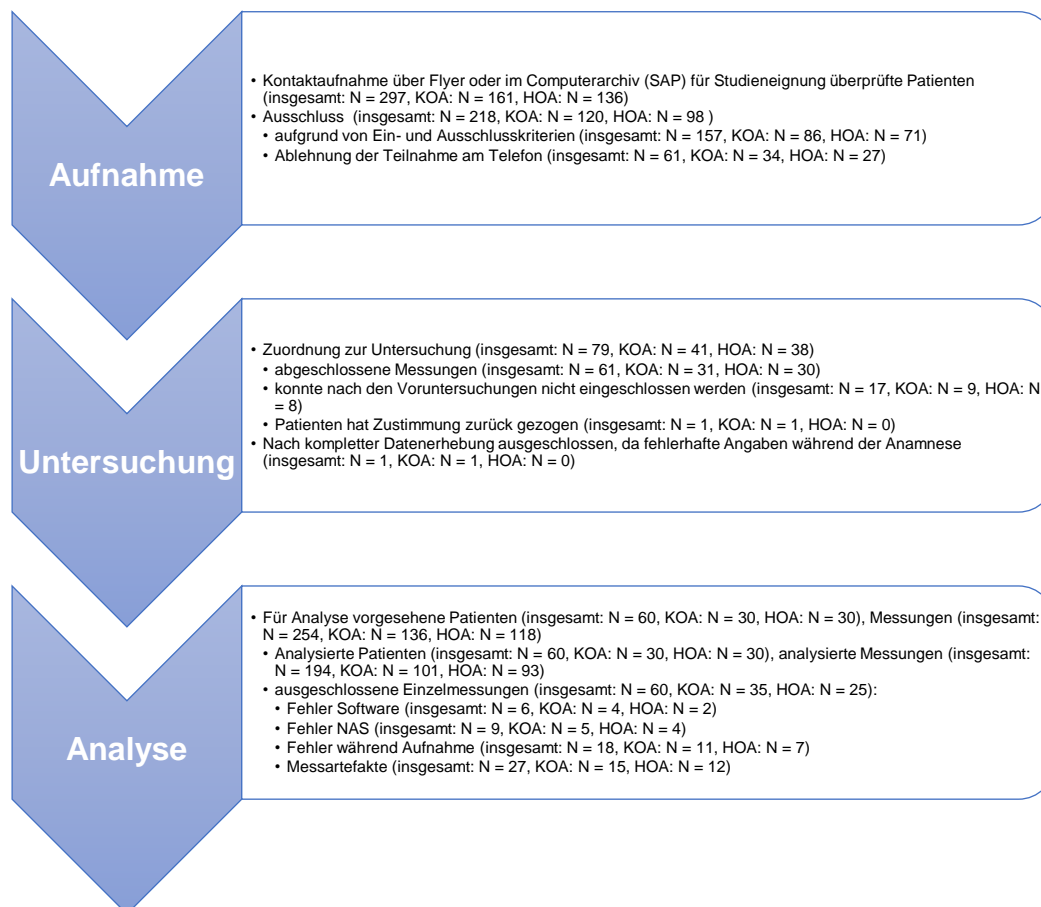 Aufnahme
• Kontaktaufnahme über Flyer oder im Computerarchiv (SAP) für Studieneignung überprüfte Patienten
(insgesamt: N = 297, KOA: N = 161, HOA: N = 136)
• Ausschluss (insgesamt: N = 218, KOA: N = 120, HOA: N = 98 )
• aufgrund von Ein- und Ausschlusskriterien (insgesamt: N = 157, KOA: N = 86, HOA: N = 71)
• Ablehnung der Teilnahme am Telefon (insgesamt: N = 61, KOA: N = 34, HOA: N = 27)
Untersuchung
• Zuordnung zur Untersuchung (insgesamt: N = 79, KOA: N = 41, HOA: N = 38)
• abgeschlossene Messungen (insgesamt: N = 61, KOA: N = 31, HOA: N = 30)
• konnte nach den Voruntersuchungen nicht eingeschlossen werden (insgesamt: N = 17, KOA: N = 9, HOA: N
= 8)
• Patienten hat Zustimmung zurück gezogen (insgesamt: N = 1, KOA: N = 1, HOA: N = 0)
• Nach kompletter Datenerhebung ausgeschlossen, da fehlerhafte Angaben während der Anamnese
(insgesamt: N = 1, KOA: N = 1, HOA: N = 0)
Analyse
• Für Analyse vorgesehene Patienten (insgesamt: N = 60, KOA: N = 30, HOA: N = 30), Messungen (insgesamt:
N = 254, KOA: N = 136, HOA: N = 118)
• Analysierte Patienten (insgesamt: N = 60, KOA: N = 30, HOA: N = 30), analysierte Messungen (insgesamt:
N = 194, KOA: N = 101, HOA: N = 93)
• ausgeschlossene Einzelmessungen (insgesamt: N = 60, KOA: N = 35, HOA: N = 25):
• Fehler Software (insgesamt: N = 6, KOA: N = 4, HOA: N = 2)
• Fehler NAS (insgesamt: N = 9, KOA: N = 5, HOA: N = 4)
• Fehler während Aufnahme (insgesamt: N = 18, KOA: N = 11, HOA: N = 7)
• Messartefakte (insgesamt: N = 27, KOA: N = 15, HOA: N = 12)